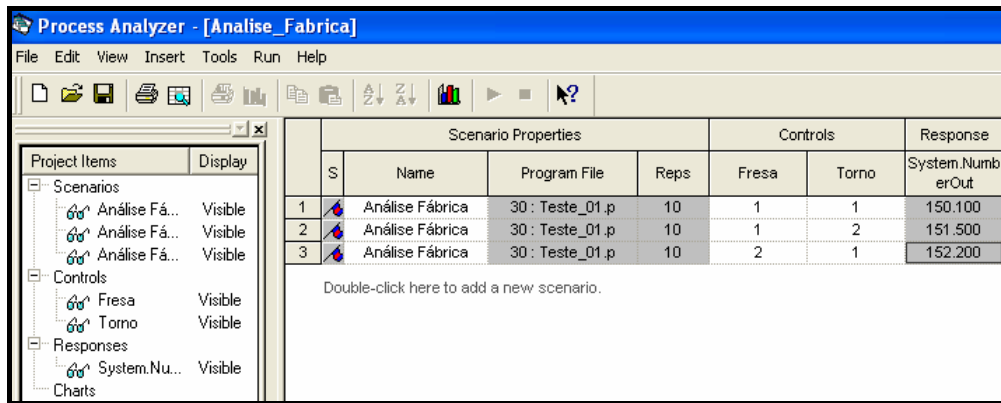 Process Analyzer - [Analise_Fabrica]
File Edit View Insert Tools Run Help
Project Items Display
Scenarios
Análise Fá... Visible
Análise Fá... Visible
Análise Fá... Visible
Controls
Fresa Visible
Torno Visible
Responses
System.Nu... Visible
Charts
Scenario Properties Controls Response
S Name Program File Reps Fresa Torno System.Numb
erOut
1 Análise Fábrica 30 : Teste_01.p 10 1 1 150.100
2 Análise Fábrica 30 : Teste_01.p 10 1 2 151.500
3 Análise Fábrica 30 : Teste_01.p 10 2 1 152.200
Double-click here to add a new scenario.